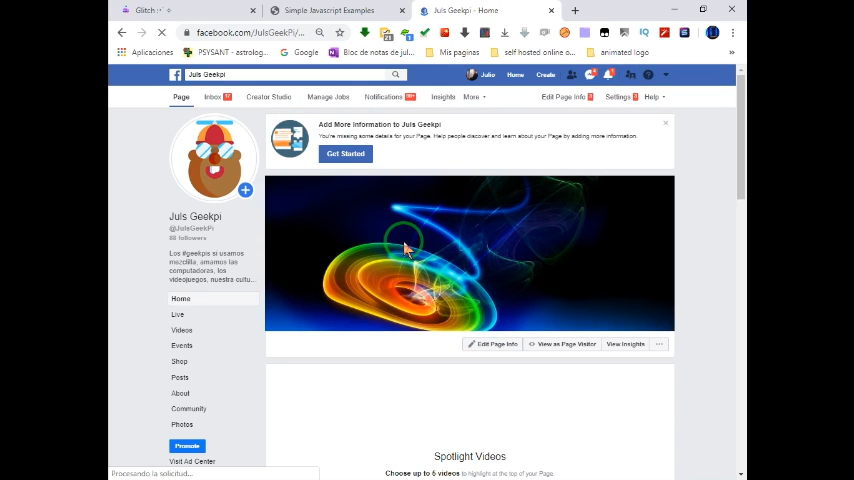 Glitch :・
Simple Javascript Examples
Juls Geekpi - Home
facebook.com/JulsGeekPi/...
Aplicaciones
PSYSANT - astrolog...
Google
Bloc de notas de jul...
Mis paginas
self hosted online o...
animated logo
Juls Geekpi
Julio
Home
Create
Page
Inbox
Creator Studio
Manage Jobs
Notifications
Insights
More
Edit Page Info
Settings
Help
Add More Information to Juls Geekpi
You're missing some details for your Page. Help people discover and learn about your Page by adding more information.
Get Started
Juls Geekpi
@JulsGeekPi
88 followers
Los #geekpis si usamos
mezclilla, amamos las
computadoras, los
videojuegos, nuestra cultu...
Home
Live
Videos
Events
Shop
Posts
About
Community
Photos
Promote
Visit Ad Center
Edit Page Info
View as Page Visitor
View Insights
Spotlight Videos
Choose up to 5 videos to highlight at the top of your Page.
Procesando la solicitud...